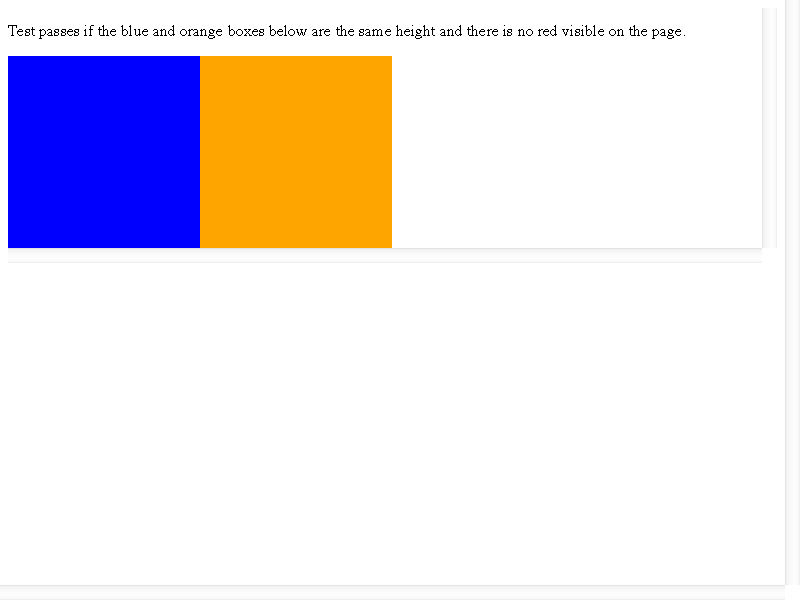 Test passes if the blue and orange boxes below are the same height and there is no red visible on the page.